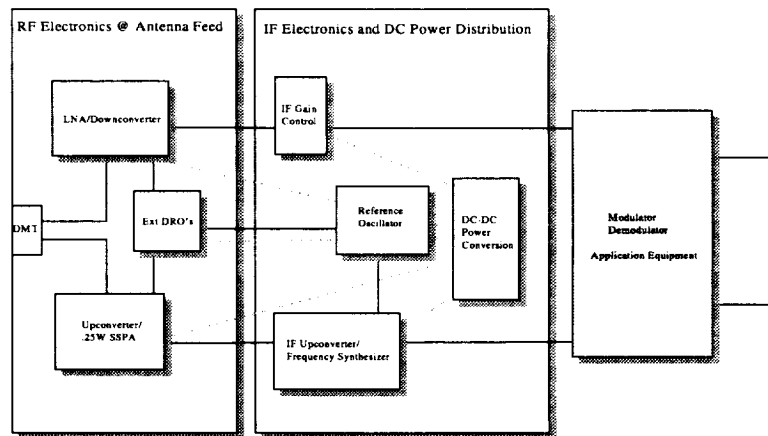 RF Electronics @ Antenna Feed
IF Electronics and DC Power Distribution
LNA/Downconverter
IF Gain
Control
DMT
Ext DRO's
Reference
Oscillator
DC-DC
Power
Conversion
Modulator
Demodulator
Application Equipment
Upconverter/
.25W SSPA
IF Upconverter/
Frequency Synthesizer